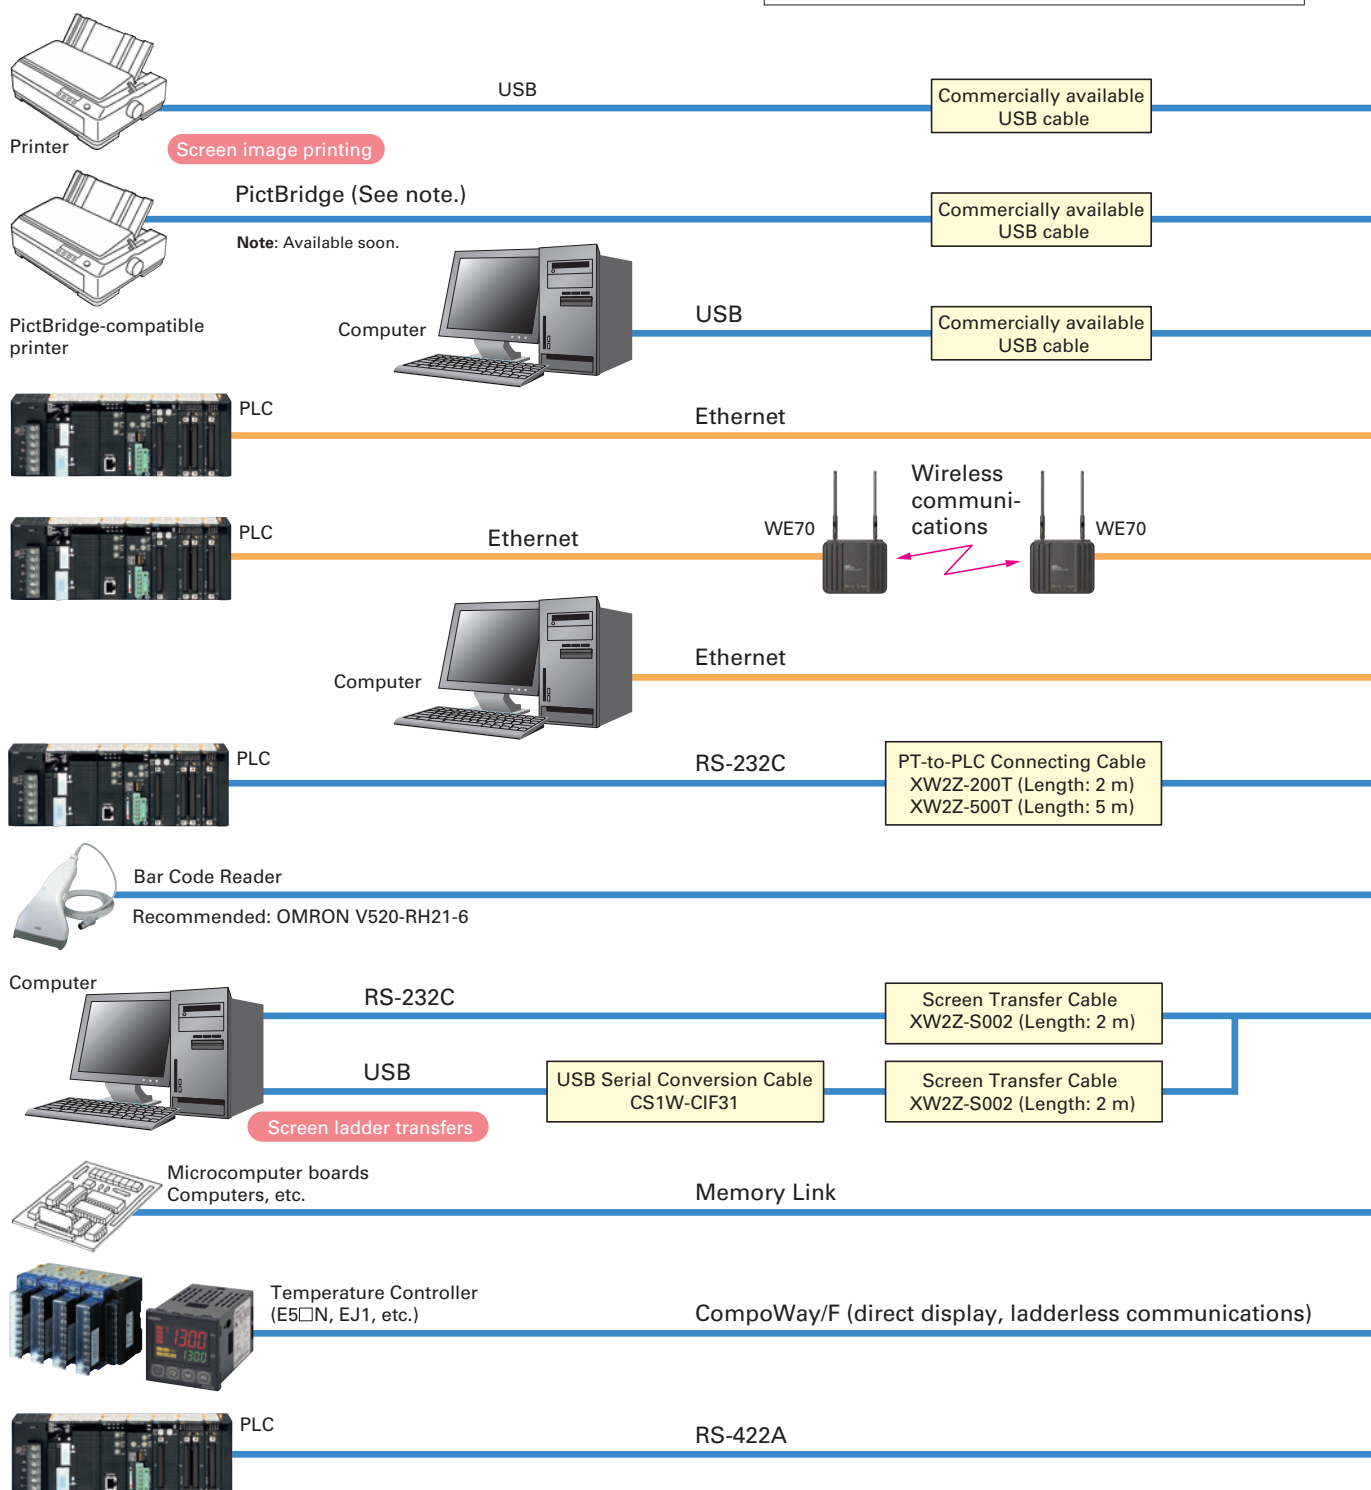 USB
Commercially available
USB cable
Printer
Screen image printing
PictBridge (See note.)
Commercially available
USB cable
Note: Available soon.
PictBridge-compatible
printer
Computer
USB
Commercially available
USB cable
PLC
Ethernet
Wireless
communi-
cations
PLC
Ethernet
WE70
WE70
Computer
Ethernet
PLC
RS-232C
PT-to-PLC Connecting Cable
XW2Z-200T (Length: 2 m)
XW2Z-500T (Length: 5 m)
Bar Code Reader
Recommended: OMRON V520-RH21-6
Computer
RS-232C
Screen Transfer Cable
XW2Z-S002 (Length: 2 m)
USB
USB Serial Conversion Cable
CS1W-CIF31
Screen Transfer Cable
XW2Z-S002 (Length: 2 m)
Screen ladder transfers
Microcomputer boards
Computers, etc.
Memory Link
Temperature Controller
(E5□N, EJ1, etc.)
CompoWay/F (direct display, ladderless communications)
1300
1300
PLC
RS-422A